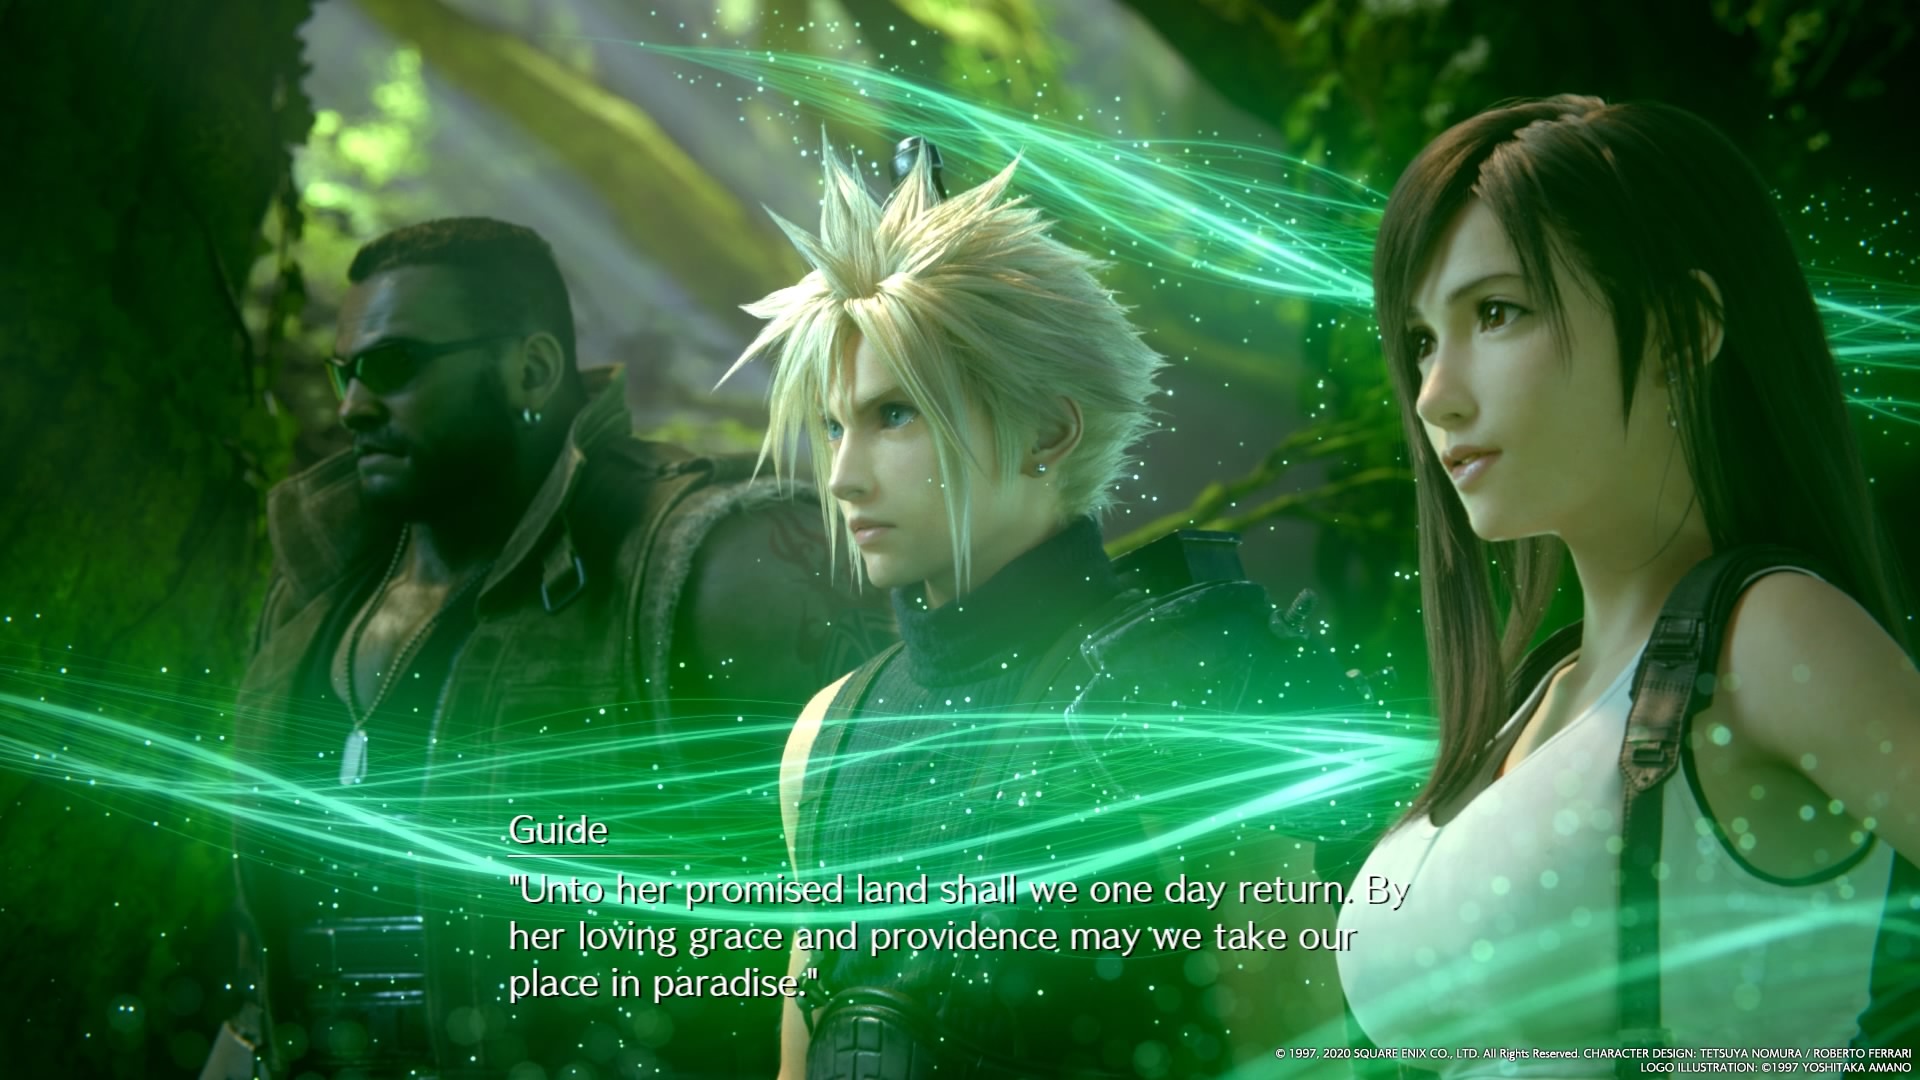 Guide
"Unto her promised land shall we one day return. By
her loving grace and providence may we take our
place in paradise."
© 1997, 2020 SQUARE ENIX CO., LTD. All Rights Reserved. CHARACTER DESIGN: TETSUYA NOMURA / ROBERTO FERRARI
LOGO ILLUSTRATION: ©1997 YOSHITAKA AMANO